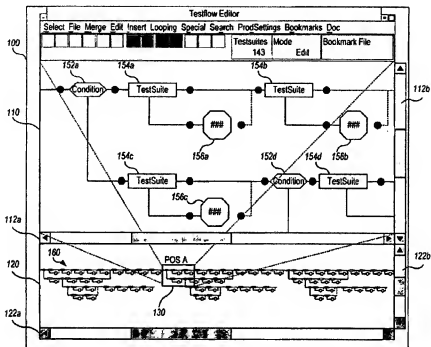 Testflow Editor
Select File Merge Edit Insert Looping Special Search ProdSettings Bookmarks Doc
100
Testsuites 143
Mode Edit
Bookmark File
152a 154a 154b
Condition TestSuite TestSuite
112b
110
### ###
156a 156b
154c 152d 154d
TestSuite Condition TestSuite
156c
###
112a
160 POS A
122b
120
130
122a